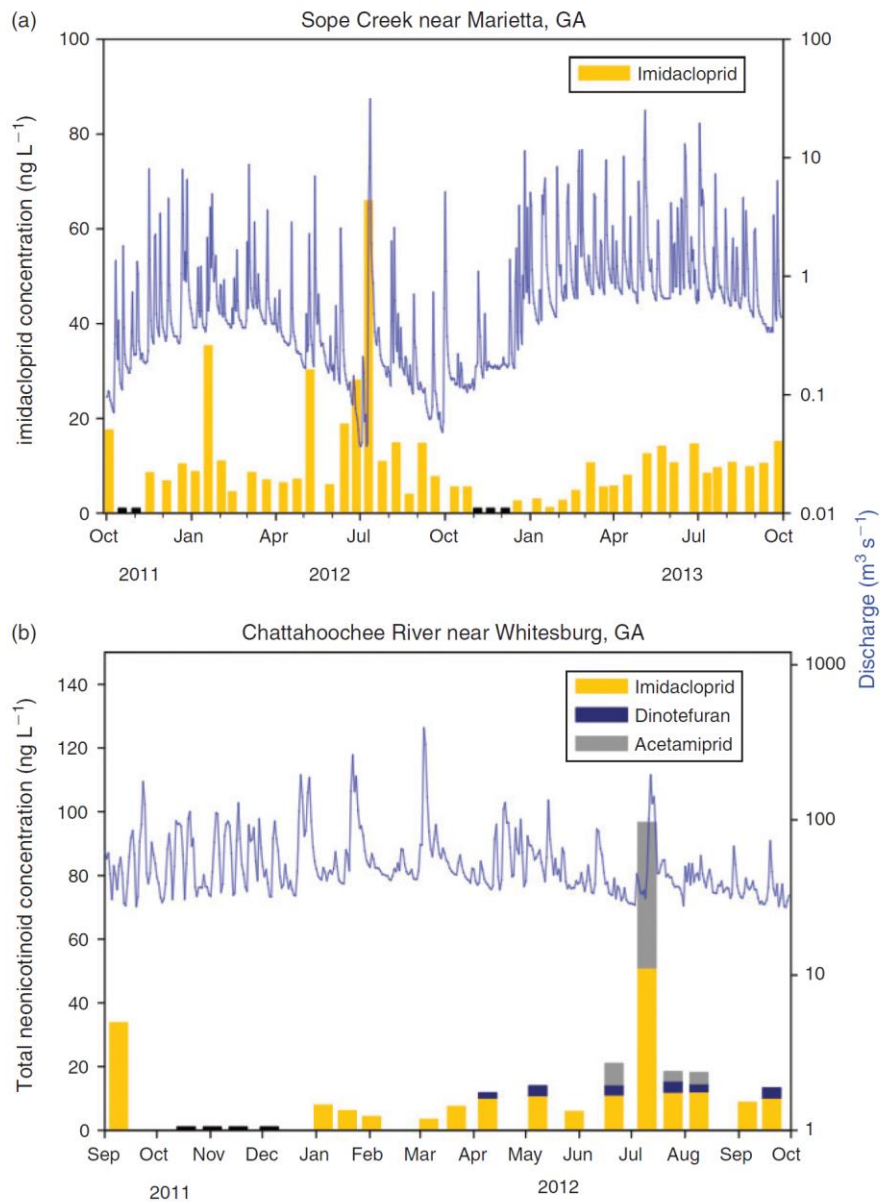 (a)
Sope Creek near Marietta, GA
Imidacloprid
imidacloprid concentration (ng L⁻¹)
100
80
60
40
20
0
100
10
1
0.1
0.01
Oct Jan Apr Jul Oct Jan Apr Jul Oct
2011 2012 2013
Discharge (m³ s⁻¹)
(b)
Chattahoochee River near Whitesburg, GA
Imidacloprid
Dinotefuran
Acetamiprid
Total neonicotinoid concentration (ng L⁻¹)
140
120
100
80
60
40
20
0
1000
100
10
1
Sep Oct Nov Dec Jan Feb Mar Apr May Jun Jul Aug Sep Oct
2011 2012